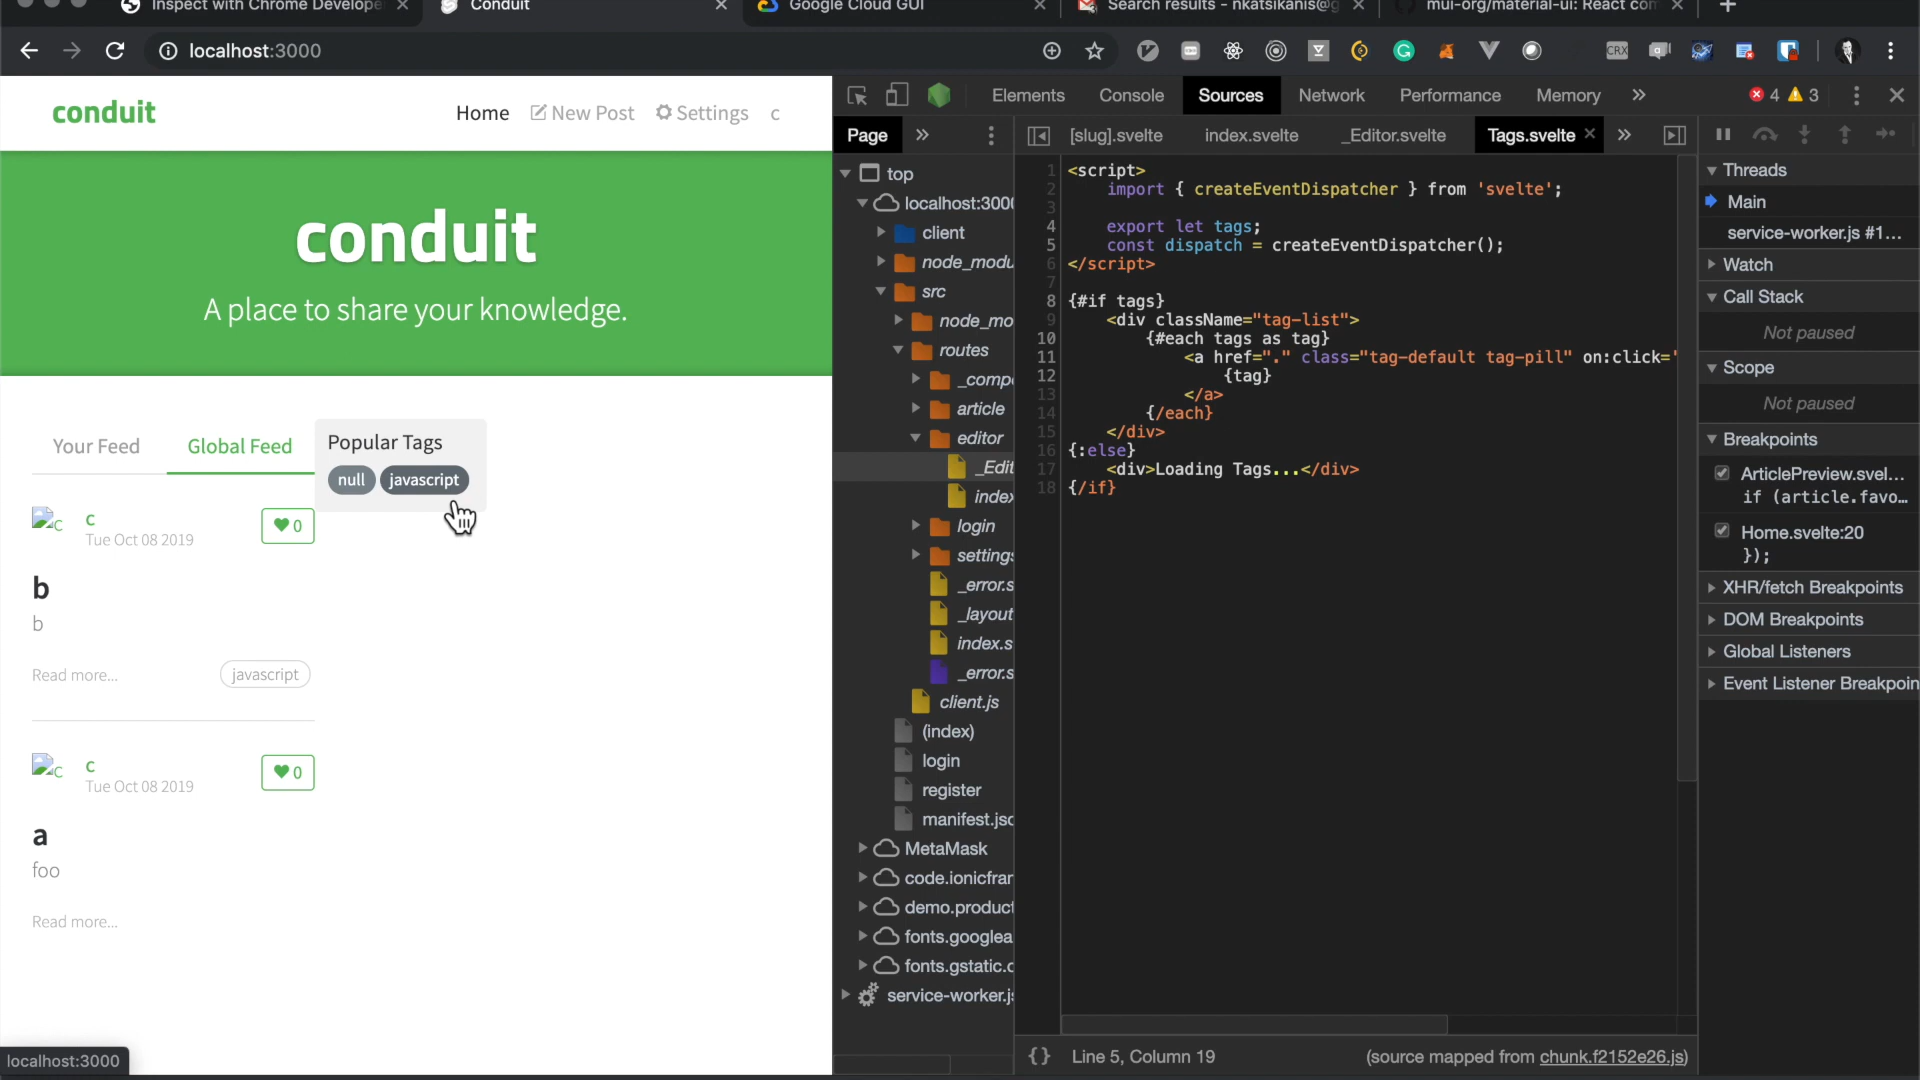 Inspect with Chrome Develope
Conduit
Google Cloud GUI
Search results - nkatsikanis@g
mui-org/material-ui: React com
localhost:3000
CRX
conduit
Home
New Post
Settings
c
conduit
A place to share your knowledge.
Your Feed
Global Feed
Popular Tags
null
javascript
C
c
Tue Oct 08 2019
0
b
b
Read more...
javascript
C
c
Tue Oct 08 2019
0
a
foo
Read more...
localhost:3000
Elements
Console
Sources
Network
Performance
Memory
4
3
Page
[slug].svelte
index.svelte
_Editor.svelte
Tags.svelte
top
localhost:3000
client
node_modu
src
node_mo
routes
_compo
article
editor
_Edit
index
login
settings
_error.s
_layout
index.s
_error.s
client.js
(index)
login
register
manifest.jso
MetaMask
code.ionicfran
demo.product
fonts.googlea
fonts.gstatic.c
service-worker.js
1 <script>
2 import { createEventDispatcher } from 'svelte';
3
4 export let tags;
5 const dispatch = createEventDispatcher();
6 </script>
7
8 {#if tags}
9 <div className="tag-list">
10 {#each tags as tag}
11 <a href="." class="tag-default tag-pill" on:click='
12 {tag}
13 </a>
14 {/each}
15 </div>
16 {:else}
17 <div>Loading Tags...</div>
18 {/if}
{} Line 5, Column 19
(source mapped from chunk.f2152e26.js)
Threads
Main
service-worker.js #1...
Watch
Call Stack
Not paused
Scope
Not paused
Breakpoints
ArticlePreview.svel...
if (article.favo...
Home.svelte:20
});
XHR/fetch Breakpoints
DOM Breakpoints
Global Listeners
Event Listener Breakpoin